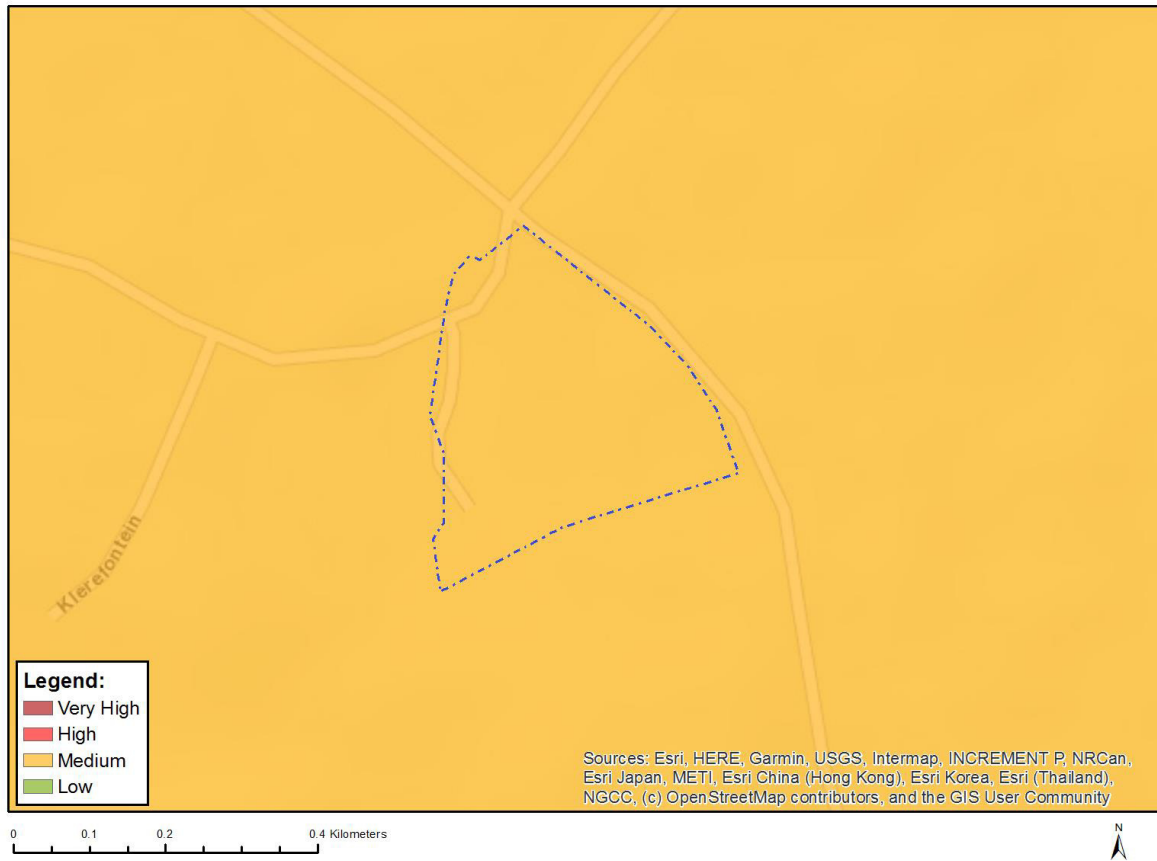 Klerefontein
Legend:
Very High
High
Medium
Low
Sources: Esri, HERE, Garmin, USGS, Intermap, INCREMENT P, NRCan,
Esri Japan, METI, Esri China (Hong Kong), Esri Korea, Esri (Thailand),
NGCC, (c) OpenStreetMap contributors, and the GIS User Community
0 0.1 0.2 0.4 Kilometers
N